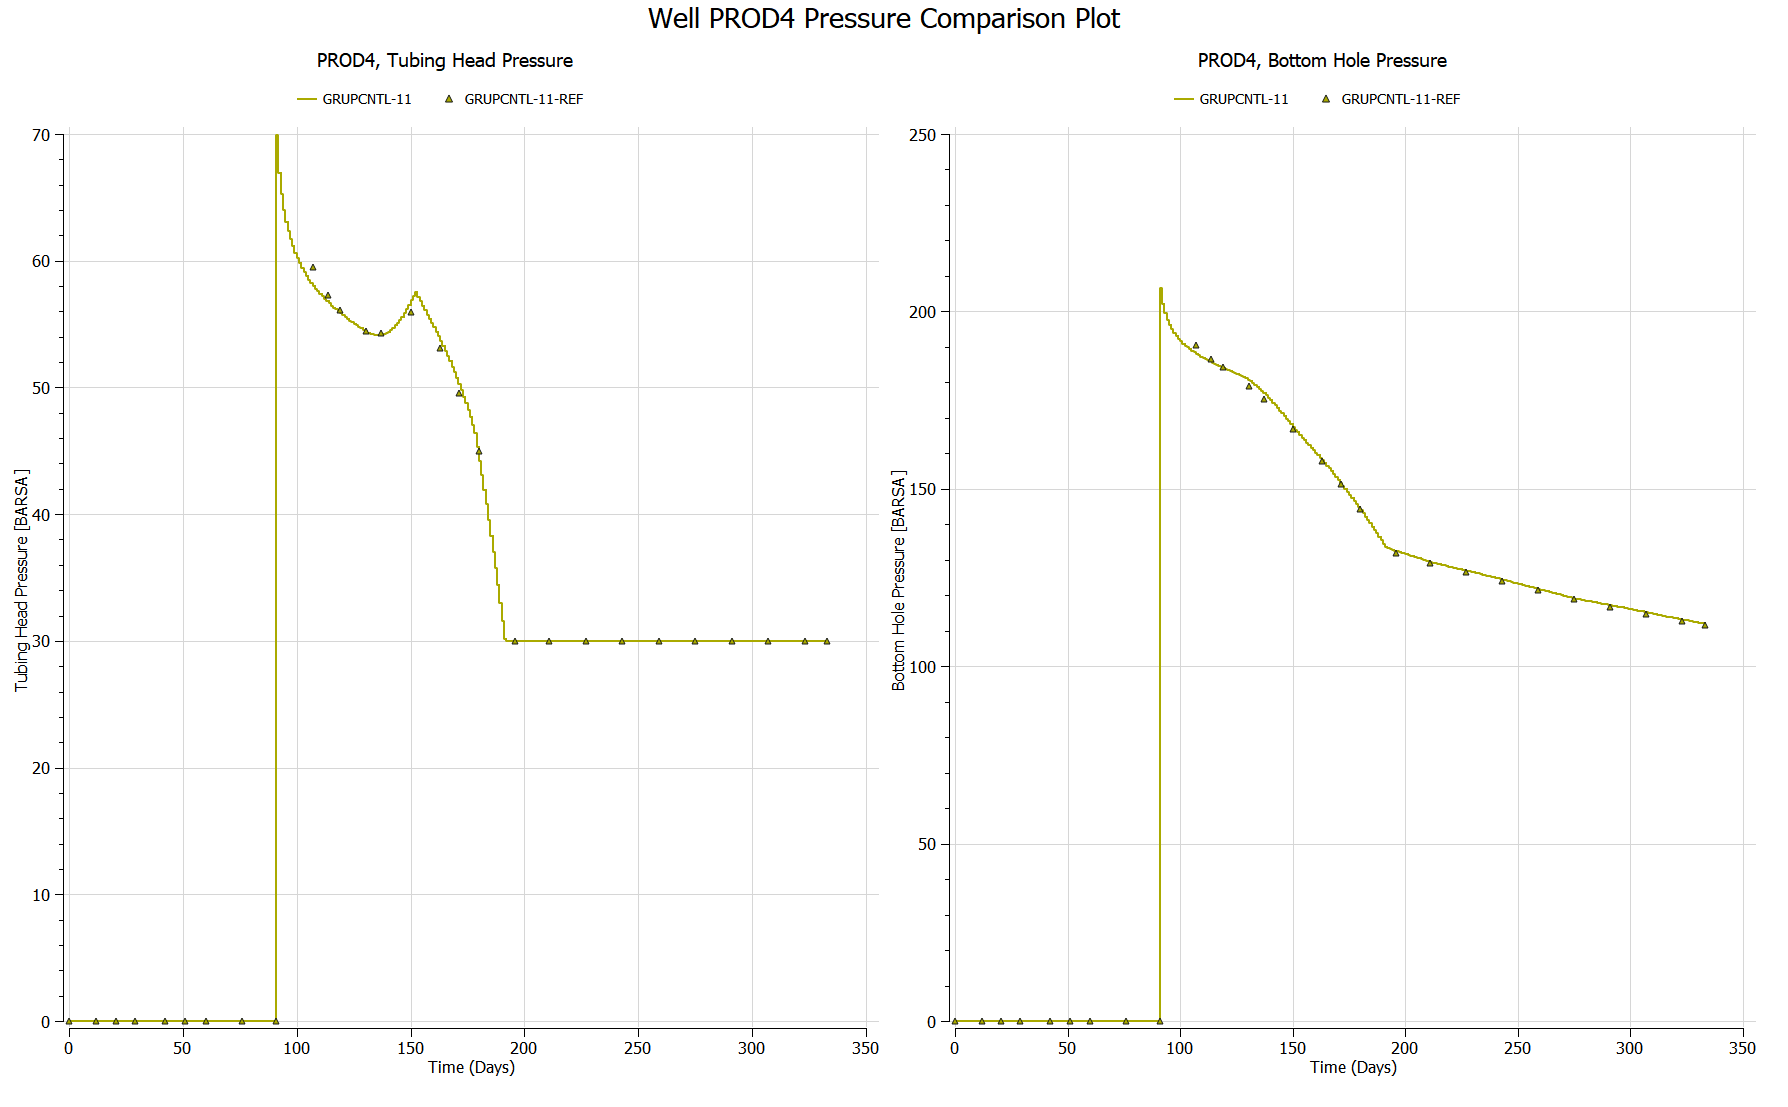 Well PROD4 Pressure Comparison Plot
PROD4, Tubing Head Pressure
GRUPCNTL-11 GRUPCNTL-11-REF
70
60
50
40
30
20
10
0
Tubing Head Pressure [BARSA]
0 50 100 150 200 250 300 350
Time (Days)
PROD4, Bottom Hole Pressure
GRUPCNTL-11 GRUPCNTL-11-REF
250
200
150
100
50
0
Bottom Hole Pressure [BARSA]
0 50 100 150 200 250 300 350
Time (Days)